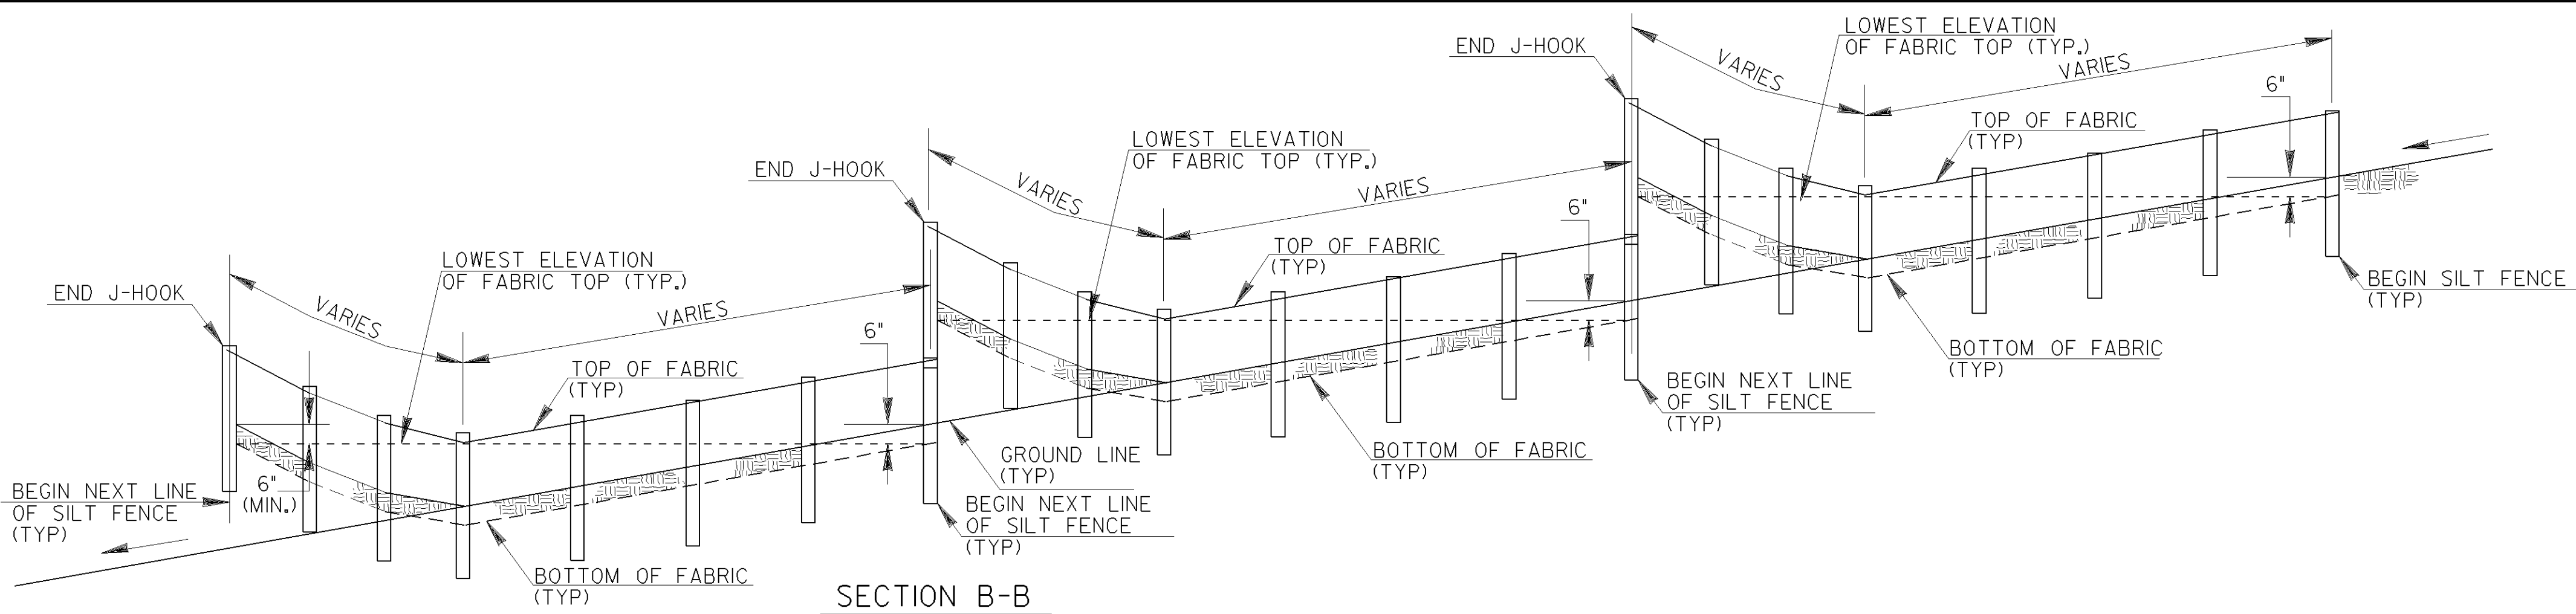 END J-HOOK
VARIES
LOWEST ELEVATION
OF FABRIC TOP (TYP.)
VARIES
6"
TOP OF FABRIC
(TYP)
BEGIN SILT FENCE
(TYP)
BOTTOM OF FABRIC
(TYP)
BEGIN NEXT LINE
OF SILT FENCE
(TYP)
END J-HOOK
VARIES
LOWEST ELEVATION
OF FABRIC TOP (TYP.)
VARIES
6"
TOP OF FABRIC
(TYP)
BOTTOM OF FABRIC
(TYP)
GROUND LINE
(TYP)
BEGIN NEXT LINE
OF SILT FENCE
(TYP)
END J-HOOK
VARIES
LOWEST ELEVATION
OF FABRIC TOP (TYP.)
VARIES
6"
TOP OF FABRIC
(TYP)
6"
(MIN.)
BEGIN NEXT LINE
OF SILT FENCE
(TYP)
BOTTOM OF FABRIC
(TYP)
SECTION B-B